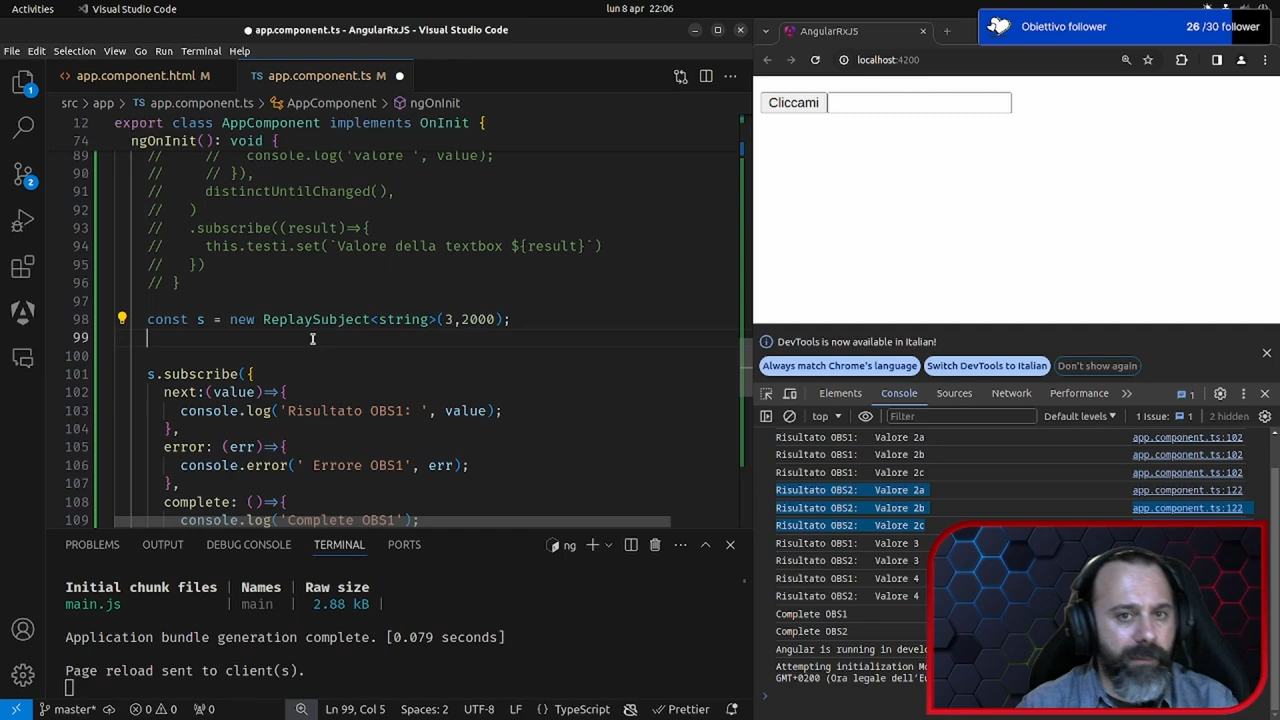 Activities
Visual Studio Code
lun 8 apr 22:06
Obiettivo follower
26 /30 follower
app.component.ts - AngularRxJS - Visual Studio Code
AngularRxJS
File Edit Selection View Go Run Terminal Help
localhost:4200
app.component.html M
TS app.component.ts M
src > app > TS app.component.ts > AppComponent > ngOnInit
Cliccami
12 export class AppComponent implements OnInit {
74 ngOnInit(): void {
89 // // console.log('valore ', value);
90 // // }),
91 // distinctUntilChanged(),
92 // )
93 // .subscribe((result)=>{
94 // this.testi.set(`Valore della textbox ${result}`)
95 // })
96 // }
97
98 const s = new ReplaySubject<string>(3,2000);
99
100
101 s.subscribe({
102 next:(value)=>{
103 console.log('Risultato OBS1: ', value);
104 },
105 error: (err)=>{
106 console.error(' Errore OBS1', err);
107 },
108 complete: ()=>{
109 console.log('Complete OBS1');
DevTools is now available in Italian!
Always match Chrome's language
Switch DevTools to Italian
Don't show again
Elements Console Sources Network Performance
1
top
Filter
Default levels
1 Issue: 1
2 hidden
Risultato OBS1: Valore 2a app.component.ts:102
Risultato OBS1: Valore 2b app.component.ts:102
Risultato OBS1: Valore 2c app.component.ts:102
Risultato OBS2: Valore 2a app.component.ts:122
Risultato OBS2: Valore 2b app.component.ts:122
Risultato OBS2: Valore 2c
Risultato OBS1: Valore 3
Risultato OBS2: Valore 3
Risultato OBS1: Valore 4
Risultato OBS2: Valore 4
Complete OBS1
Complete OBS2
Angular is running in develo
Attempting initialization Mo
GMT+0200 (Ora legale dell'Eu
PROBLEMS OUTPUT DEBUG CONSOLE TERMINAL PORTS
ng
Initial chunk files | Names | Raw size
main.js | main | 2.88 kB |
Application bundle generation complete. [0.079 seconds]
Page reload sent to client(s).
1
2
master*
0 0
0
Ln 99, Col 5
Spaces: 2
UTF-8
LF
{} TypeScript
Prettier